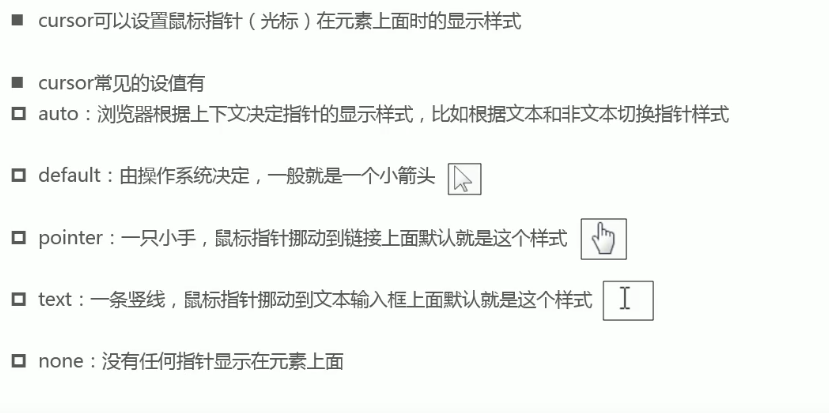 cursor可以设置鼠标指针（光标）在元素上面时的显示样式
cursor常见的设值有
auto：浏览器根据上下文决定指针的显示样式，比如根据文本和非文本切换指针样式
default：由操作系统决定，一般就是一个小箭头
pointer：一只小手，鼠标指针挪动到链接上面默认就是这个样式
text：一条竖线，鼠标指针挪动到文本输入框上面默认就是这个样式
none：没有任何指针显示在元素上面